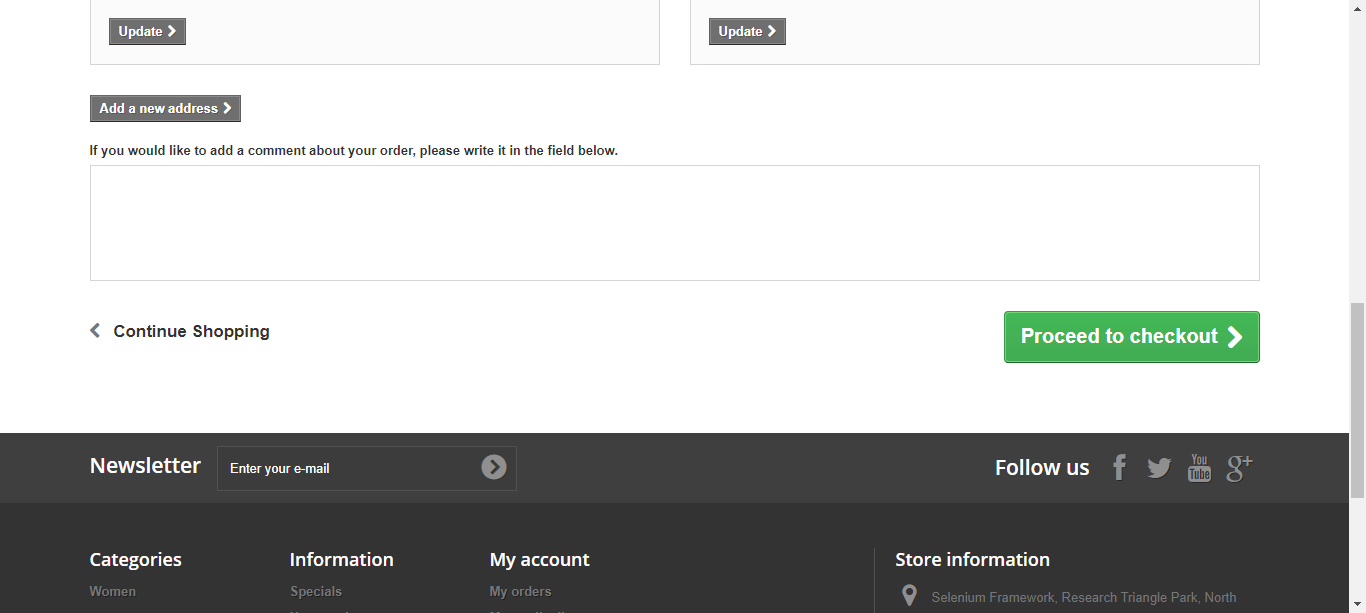 Update
Update
Add a new address
If you would like to add a comment about your order, please write it in the field below.
Continue Shopping
Proceed to checkout
Newsletter
Enter your e-mail
Follow us
You
Tube
g+
Categories
Information
My account
Store information
Women
Specials
My orders
Selenium Framework, Research Triangle Park, North